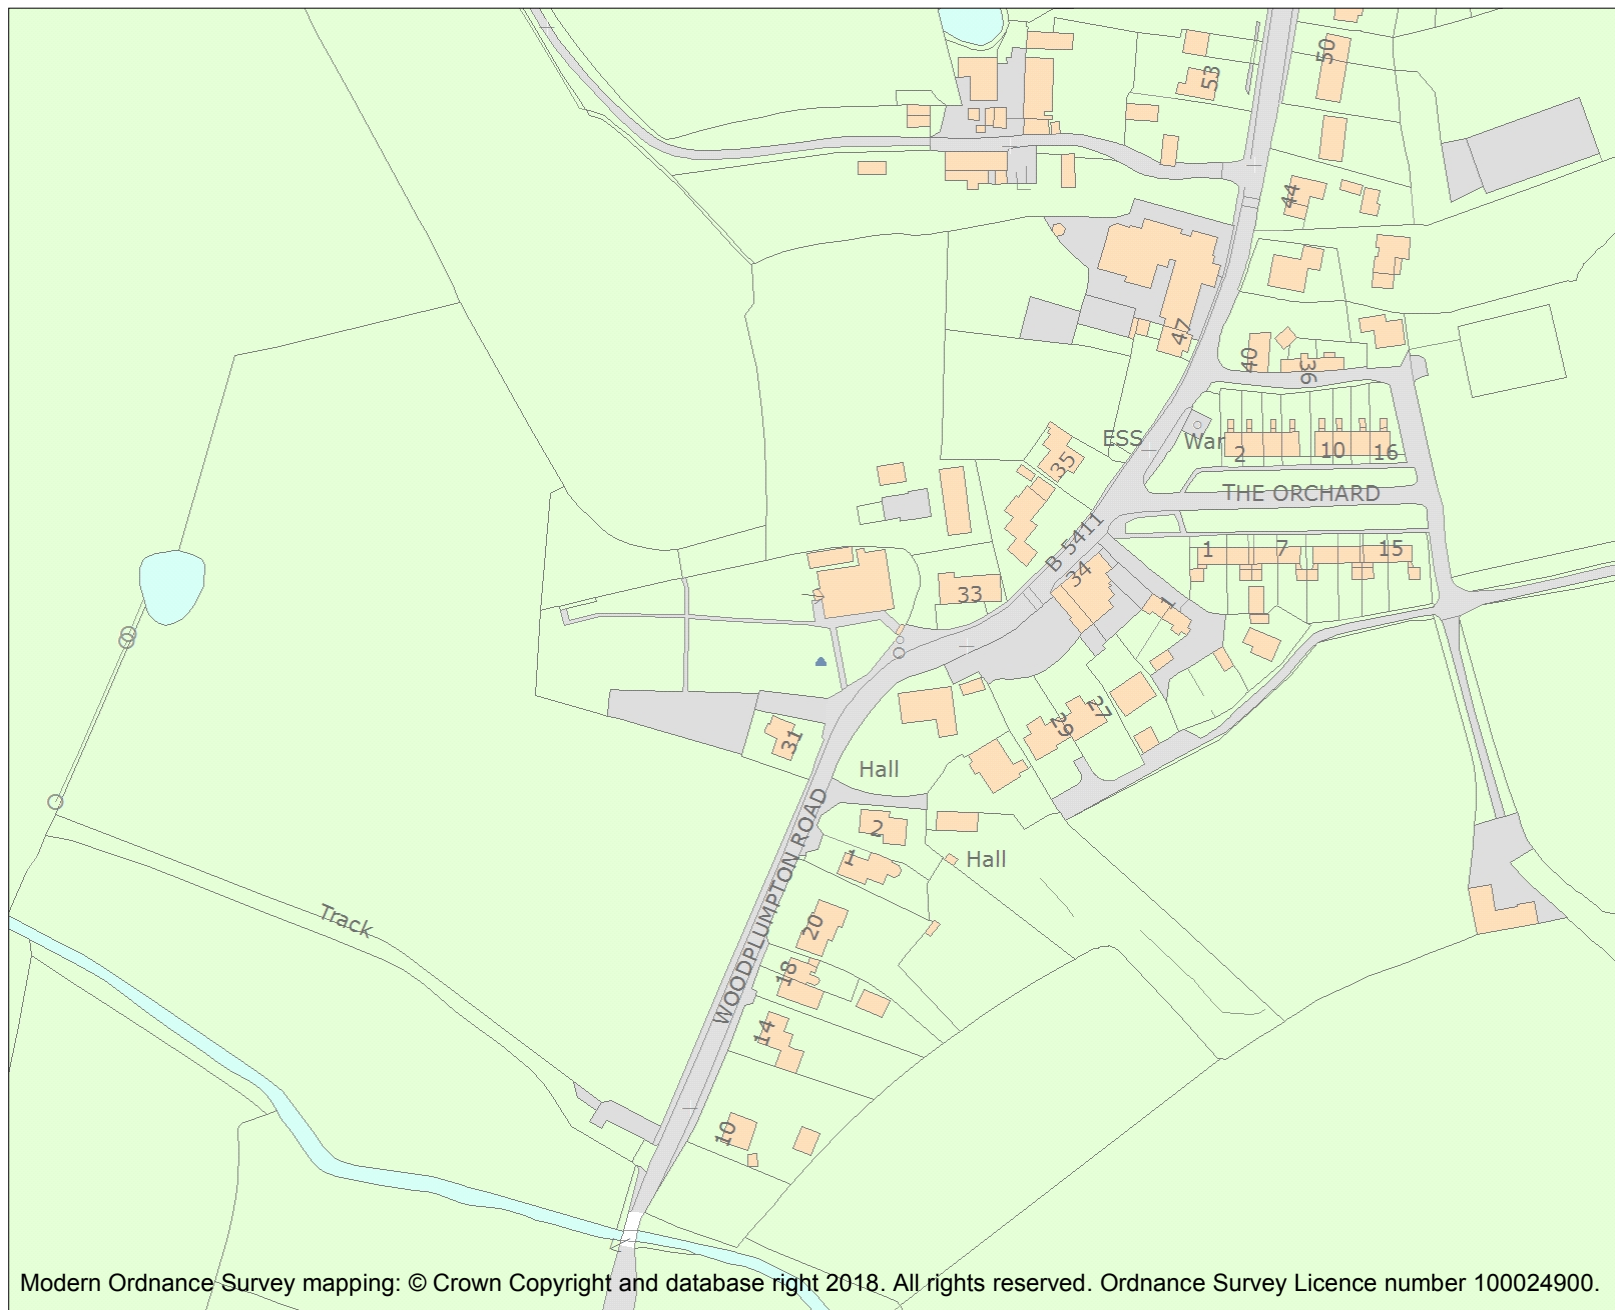 50
53
44
47
40
36
ESS
War
2
10
16
35
THE ORCHARD
B 5411
1
7
15
34
33
1
27
29
31
Hall
WOODPLUMPTON ROAD
2
1
Hall
20
Track
18
14
10
Modern Ordnance Survey mapping: © Crown Copyright and database right 2018. All rights reserved. Ordnance Survey Licence number 100024900.